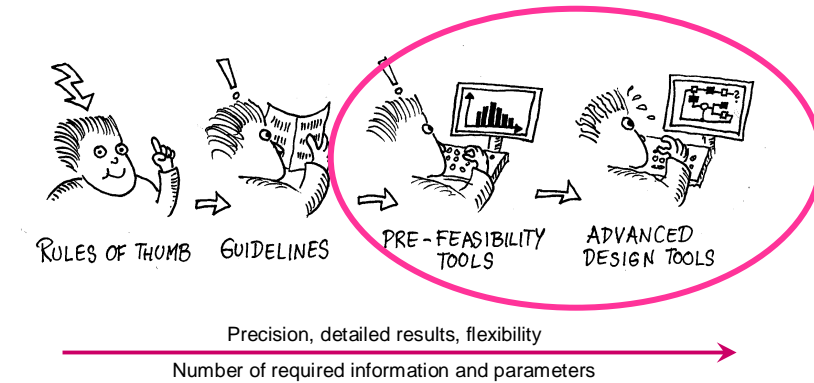 RULES OF THUMB
GUIDELINES
PRE-FEASIBILITY
TOOLS
ADVANCED
DESIGN TOOLS
Precision, detailed results, flexibility
Number of required information and parameters